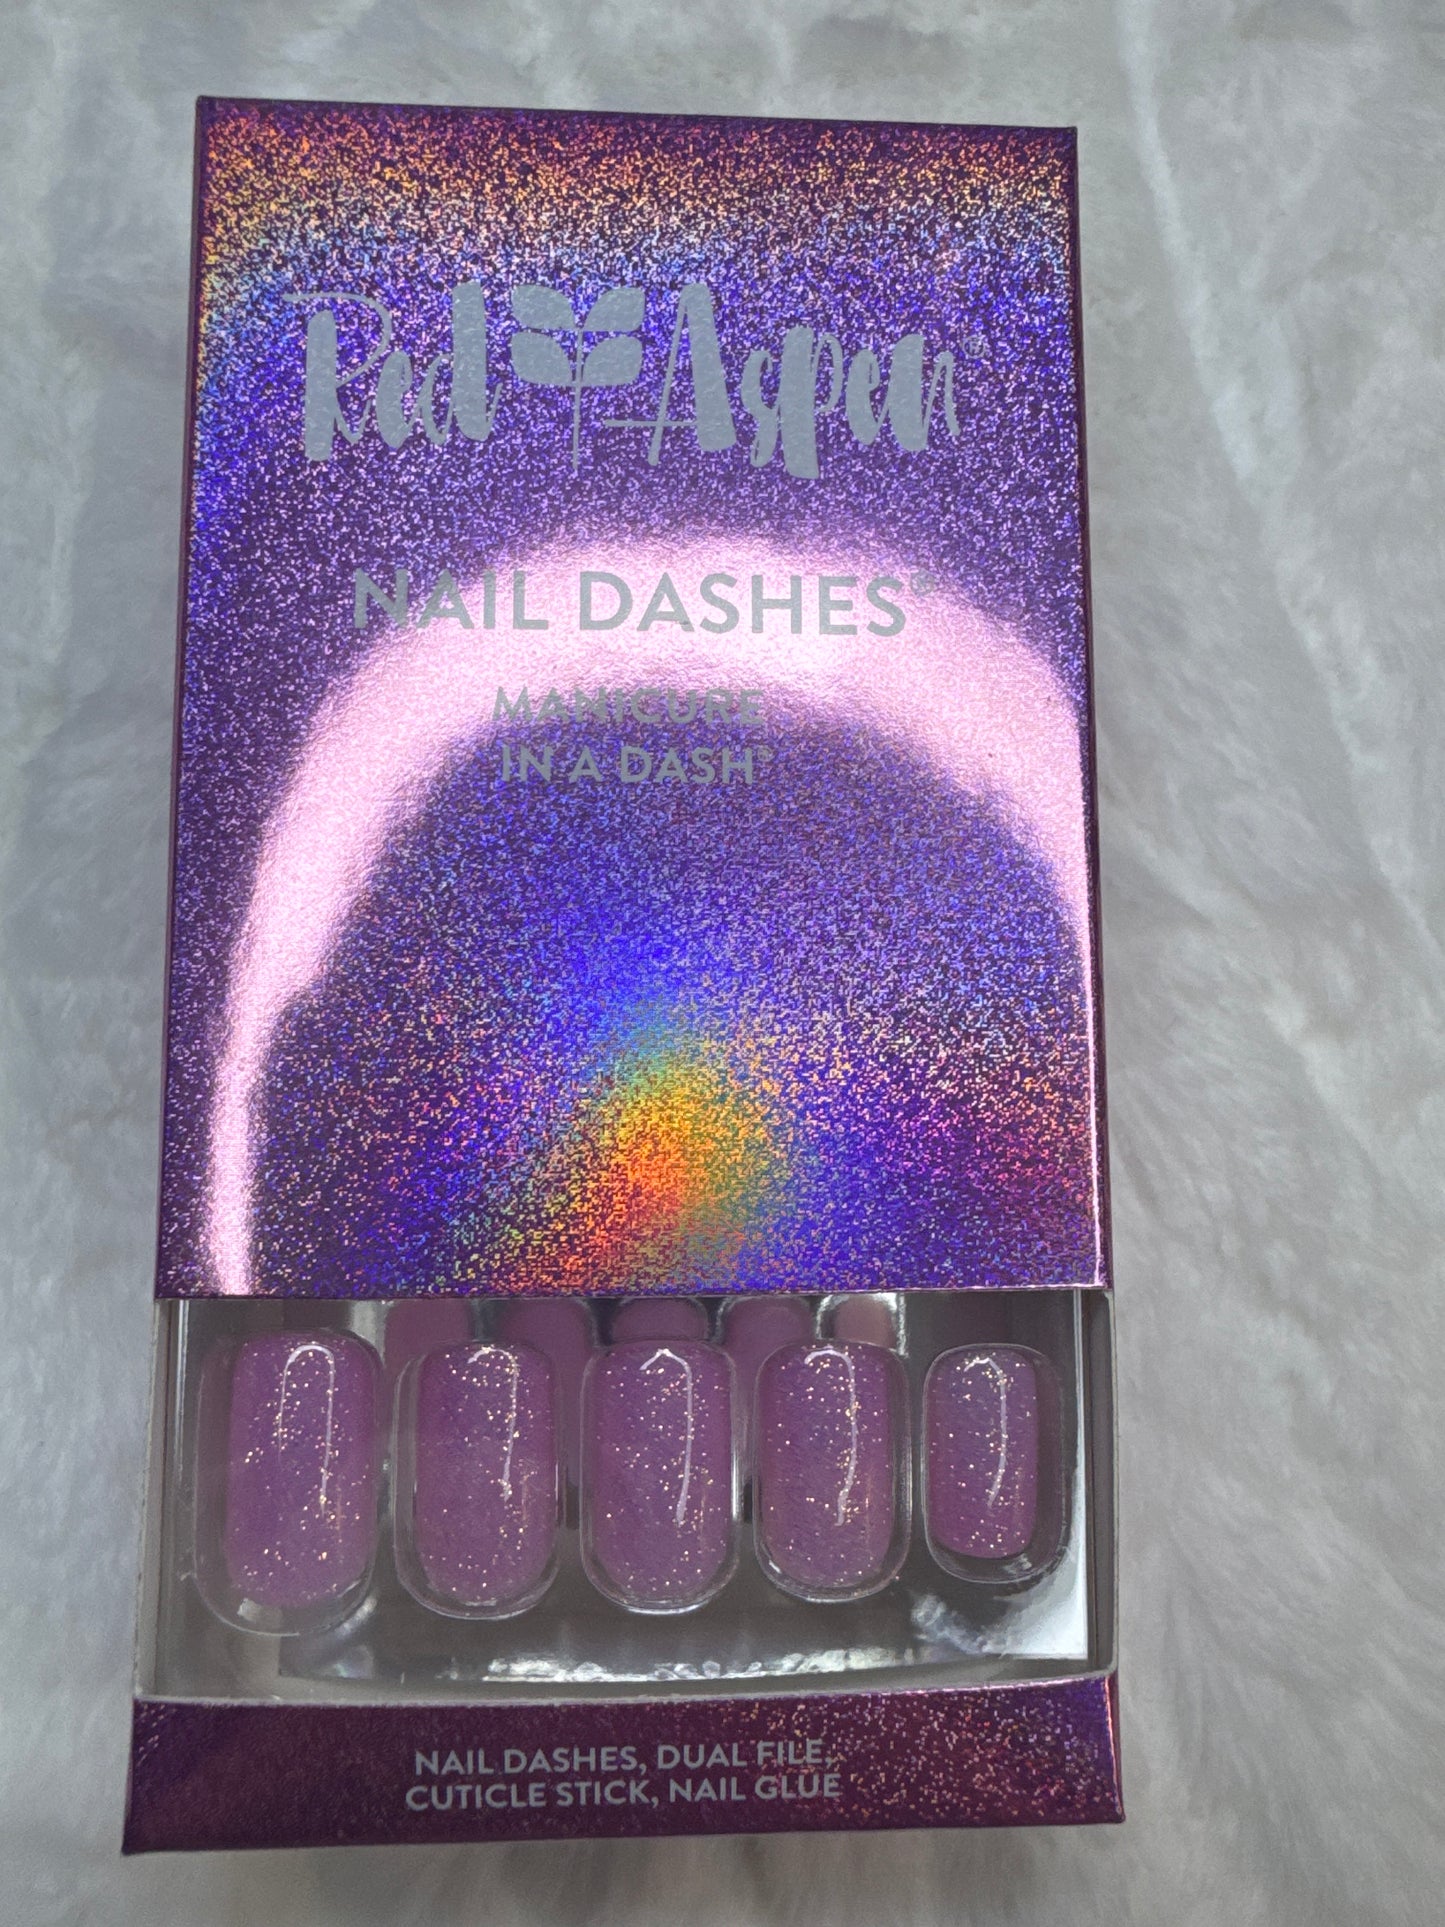 Red Aspen®
NAIL DASHES®
MANICURE
IN A DASH®
NAIL DASHES, DUAL FILE,
CUTICLE STICK, NAIL GLUE